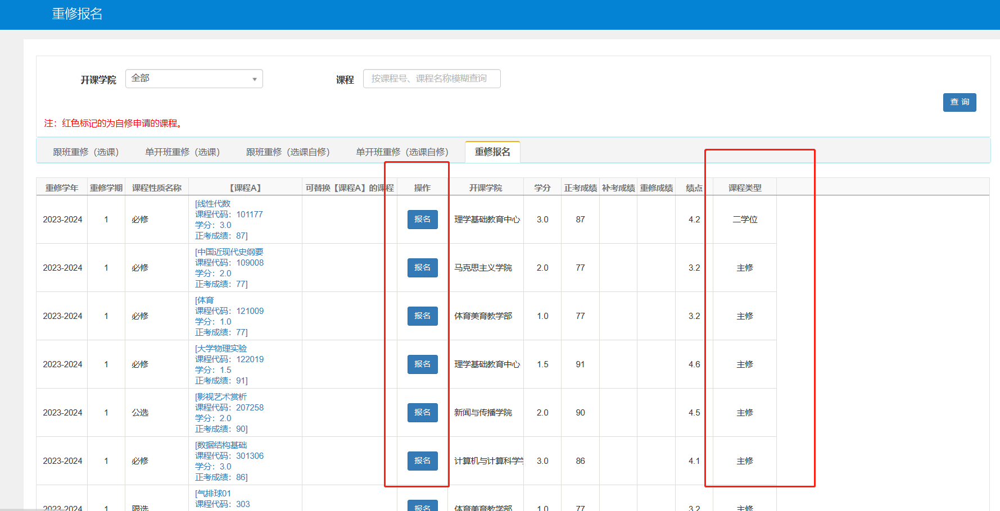 重修报名
开课学院 全部 课程 按课程号、课程名称模糊查询
查 询
注：红色标记的为自修申请的课程。
跟班重修（选课） 单开班重修（选课） 跟班重修（选课自修） 单开班重修（选课自修） 重修报名
重修学年 重修学期 课程性质名称 【课程A】 可替换【课程A】的课程 操作 开课学院 学分 正考成绩 补考成绩 重修成绩 绩点 课程类型
[线性代数
课程代码：101177
学分：3.0
正考成绩：87]
2023-2024 1 必修 报名 理学基础教育中心 3.0 87 4.2 二学位
[中国近现代史纲要
课程代码：109008
学分：2.0
正考成绩：77]
2023-2024 1 必修 报名 马克思主义学院 2.0 77 3.2 主修
[体育
课程代码：121009
学分：1.0
正考成绩：77]
2023-2024 1 必修 报名 体育美育教学部 1.0 77 3.2 主修
[大学物理实验
课程代码：122019
学分：1.5
正考成绩：91]
2023-2024 1 必修 报名 理学基础教育中心 1.5 91 4.6 主修
[影视艺术赏析
课程代码：207258
学分：2.0
正考成绩：90]
2023-2024 1 公选 报名 新闻与传播学院 2.0 90 4.5 主修
[数据结构基础
课程代码：301306
学分：3.0
正考成绩：86]
2023-2024 1 必修 报名 计算机与计算科学学 3.0 86 4.1 主修
[气排球01
课程代码：303
2023-2024 1 限选 报名 体育美育教学部 1.0 77 3.2 主修